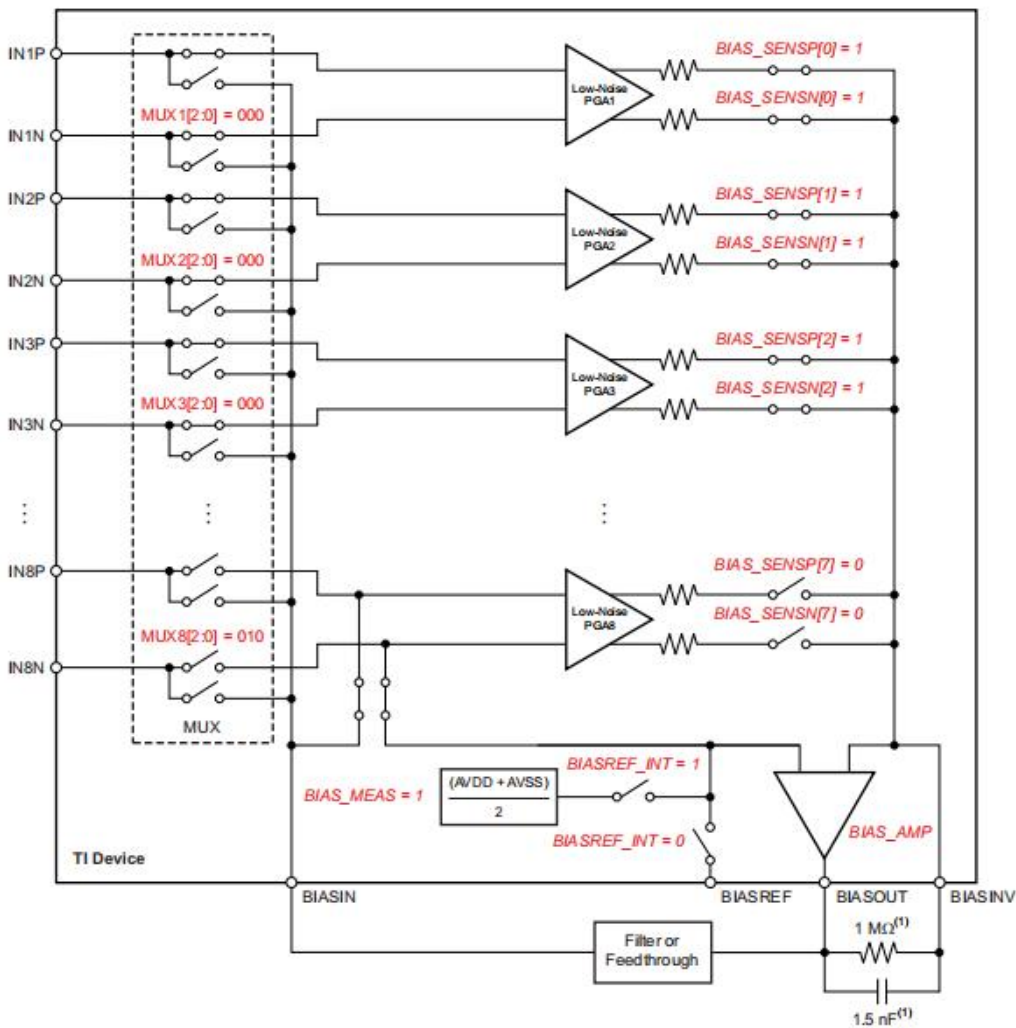 IN1P
BIAS_SENSP[0] = 1
Low-Noise
PGA1
MUX1[2:0] = 000
BIAS_SENSN[0] = 1
IN1N
IN2P
BIAS_SENSP[1] = 1
Low-Noise
PGA2
MUX2[2:0] = 000
BIAS_SENSN[1] = 1
IN2N
IN3P
BIAS_SENSP[2] = 1
Low-Noise
PGA3
MUX3[2:0] = 000
BIAS_SENSN[2] = 1
IN3N
IN8P
BIAS_SENSP[7] = 0
Low-Noise
PGA8
BIAS_SENSN[7] = 0
MUX8[2:0] = 010
IN8N
MUX
BIAS_MEAS = 1
(AVDD + AVSS)
2
BIASREF_INT = 1
BIASREF_INT = 0
BIAS_AMP
TI Device
BIASIN
BIASREF
BIASOUT
BIASINV
Filter or
Feedthrough
1 MΩ(1)
1.5 nF(1)